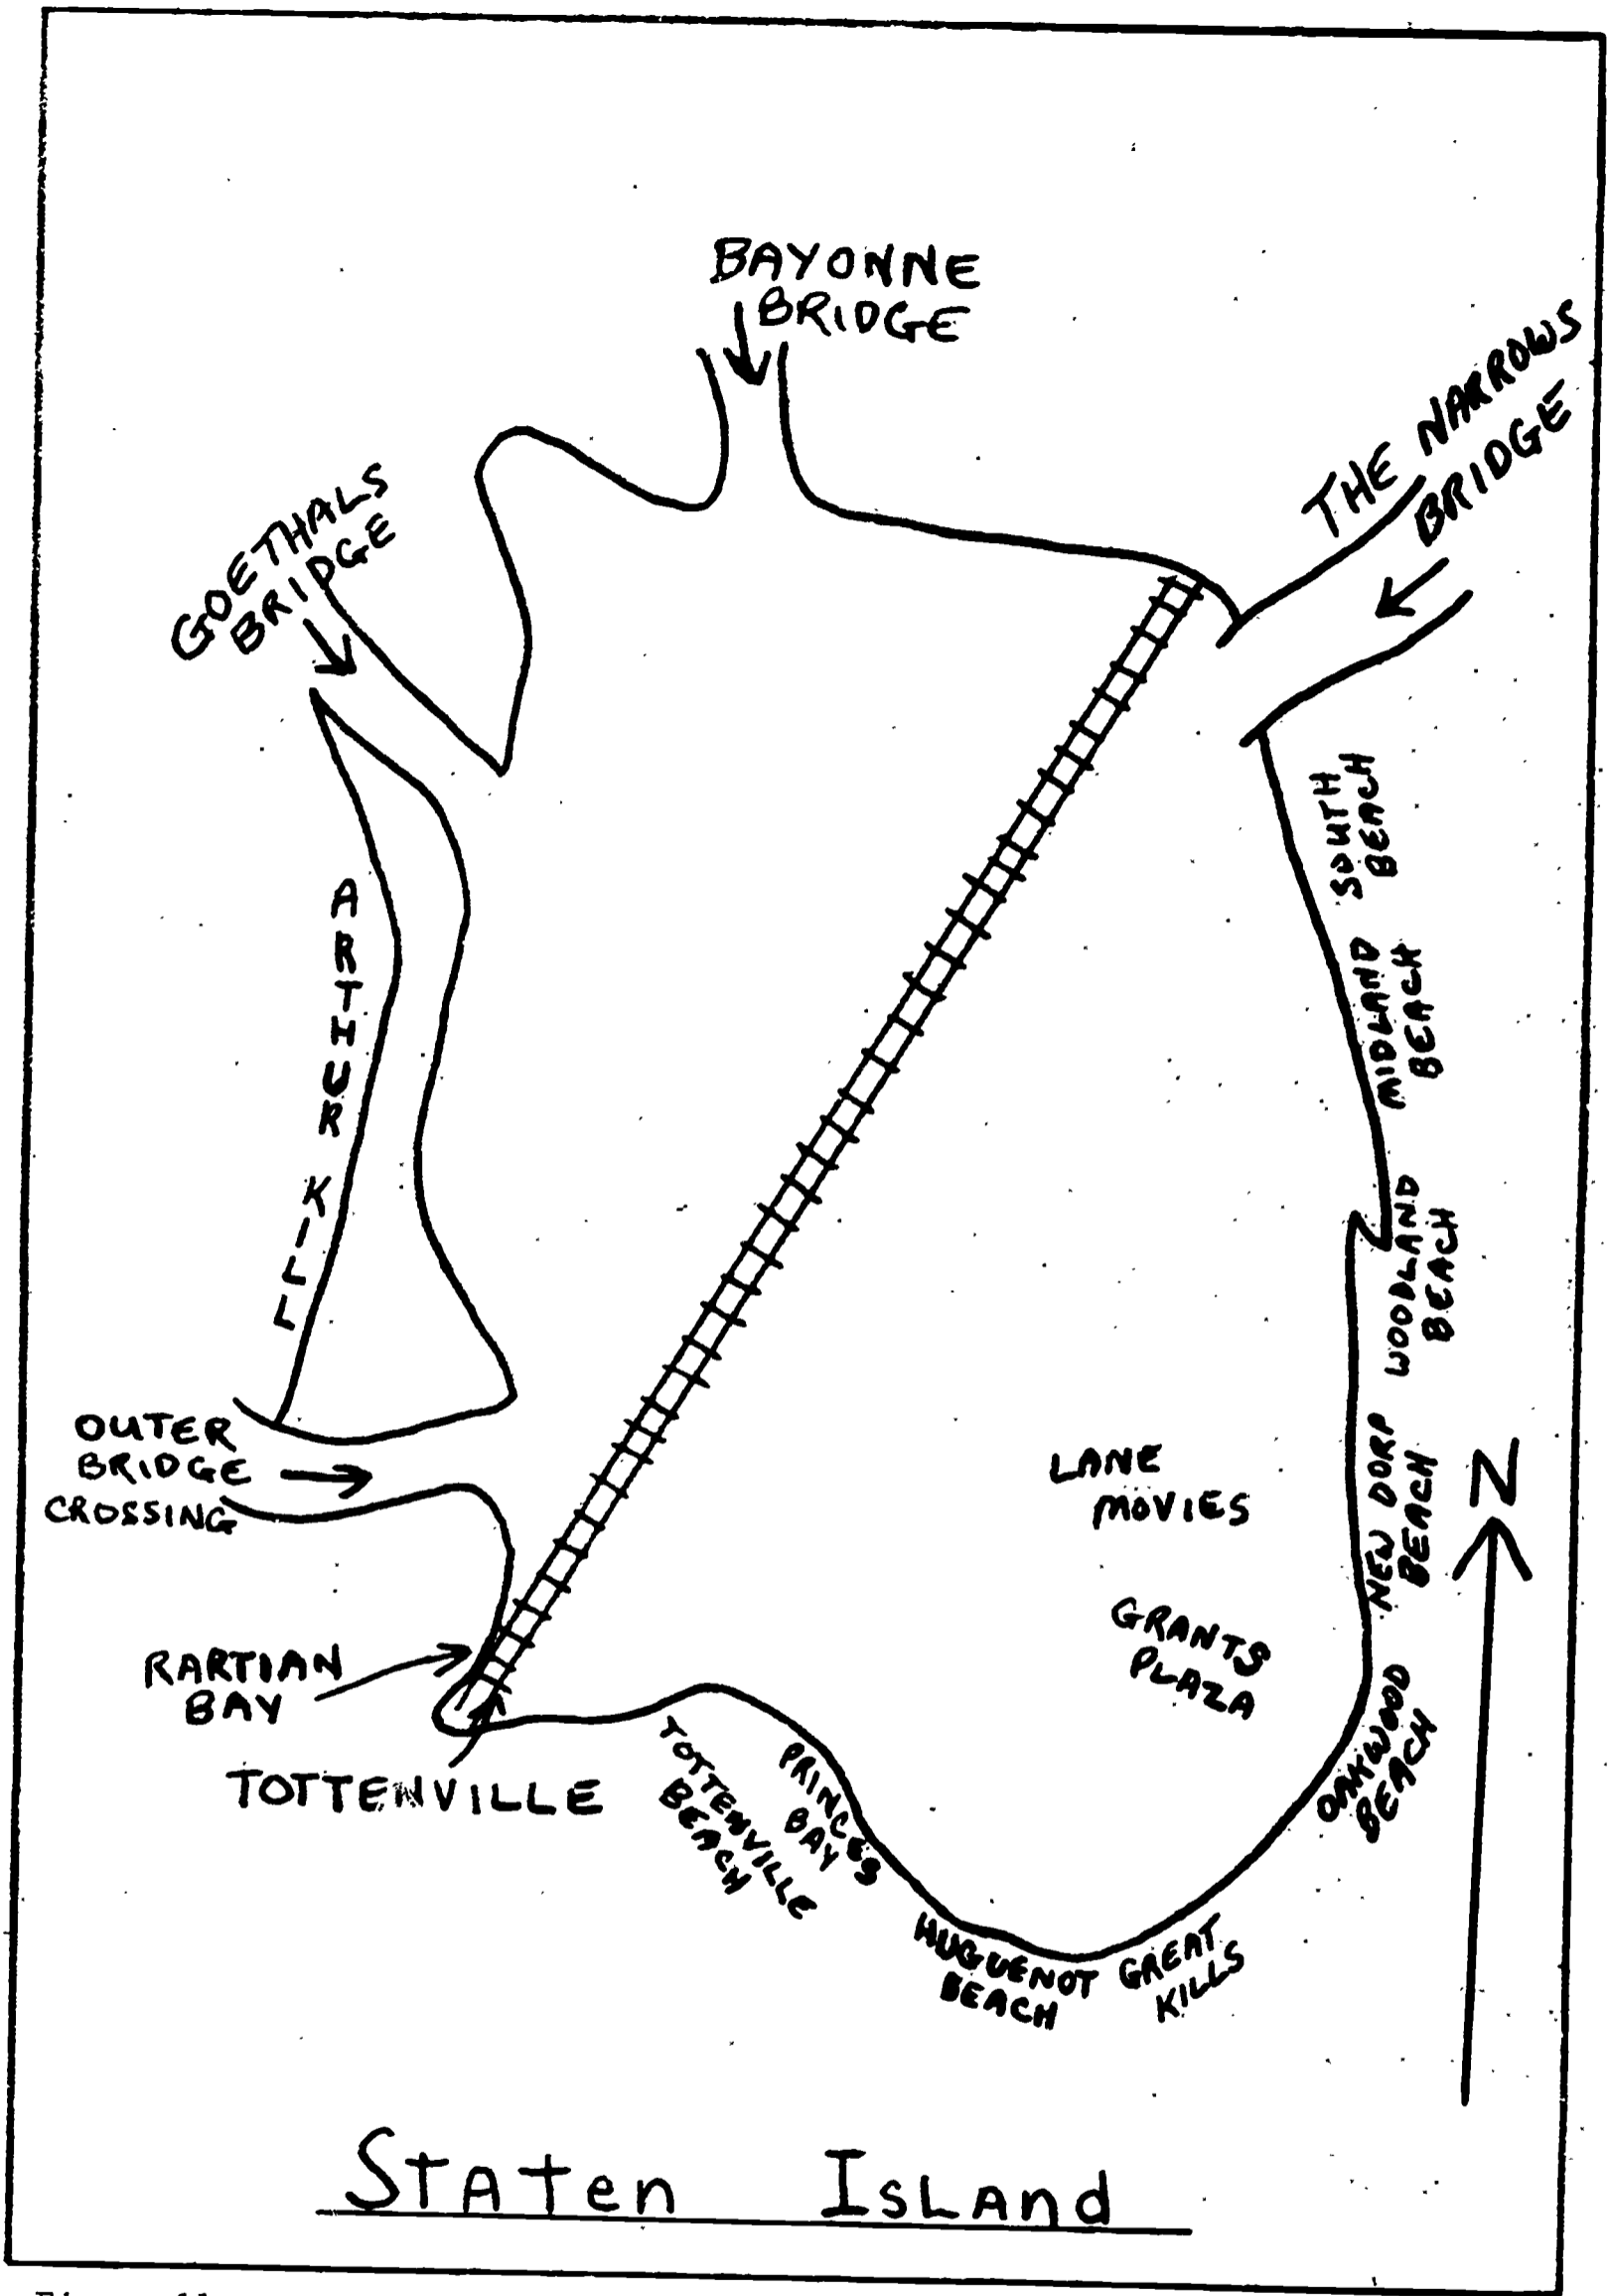 BAYONNE
BRIDGE
THE NARROWS
BRIDGE
GOETHALS
BRIDGE
SOUTH
BEACH
ARTHUR KILL
MIDLAND
BEACH
WOODLAND
BEACH
OUTER
BRIDGE
CROSSING
LANE
MOVIES
NEW DORP
BEACH
N
GRANTS
PLAZA
RARTIAN
BAY
OAKWOOD
BEACH
TOTTENVILLE
TOTTENVILLE
BEACH
PRINCES
BAY
HUGUENOT
BEACH
GREAT
KILLS
STATen ISLAnd